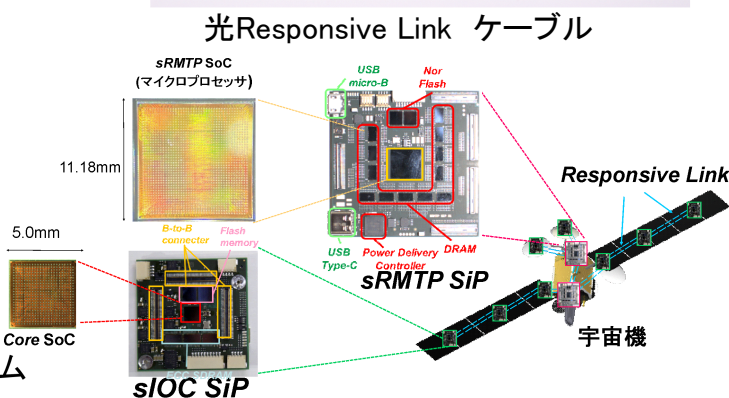 光Responsive Link ケーブル
sRMTP SoC
(マイクロプロセッサ)
11.18mm
USB
micro-B
Nor
Flash
Responsive Link
5.0mm
B-to-B
connecter
Flash
memory
USB
Type-C
Power Delivery
Controller
DRAM
sRMTP SiP
宇宙機
Core SoC
ム
ECC SDRAM
sIOC SiP